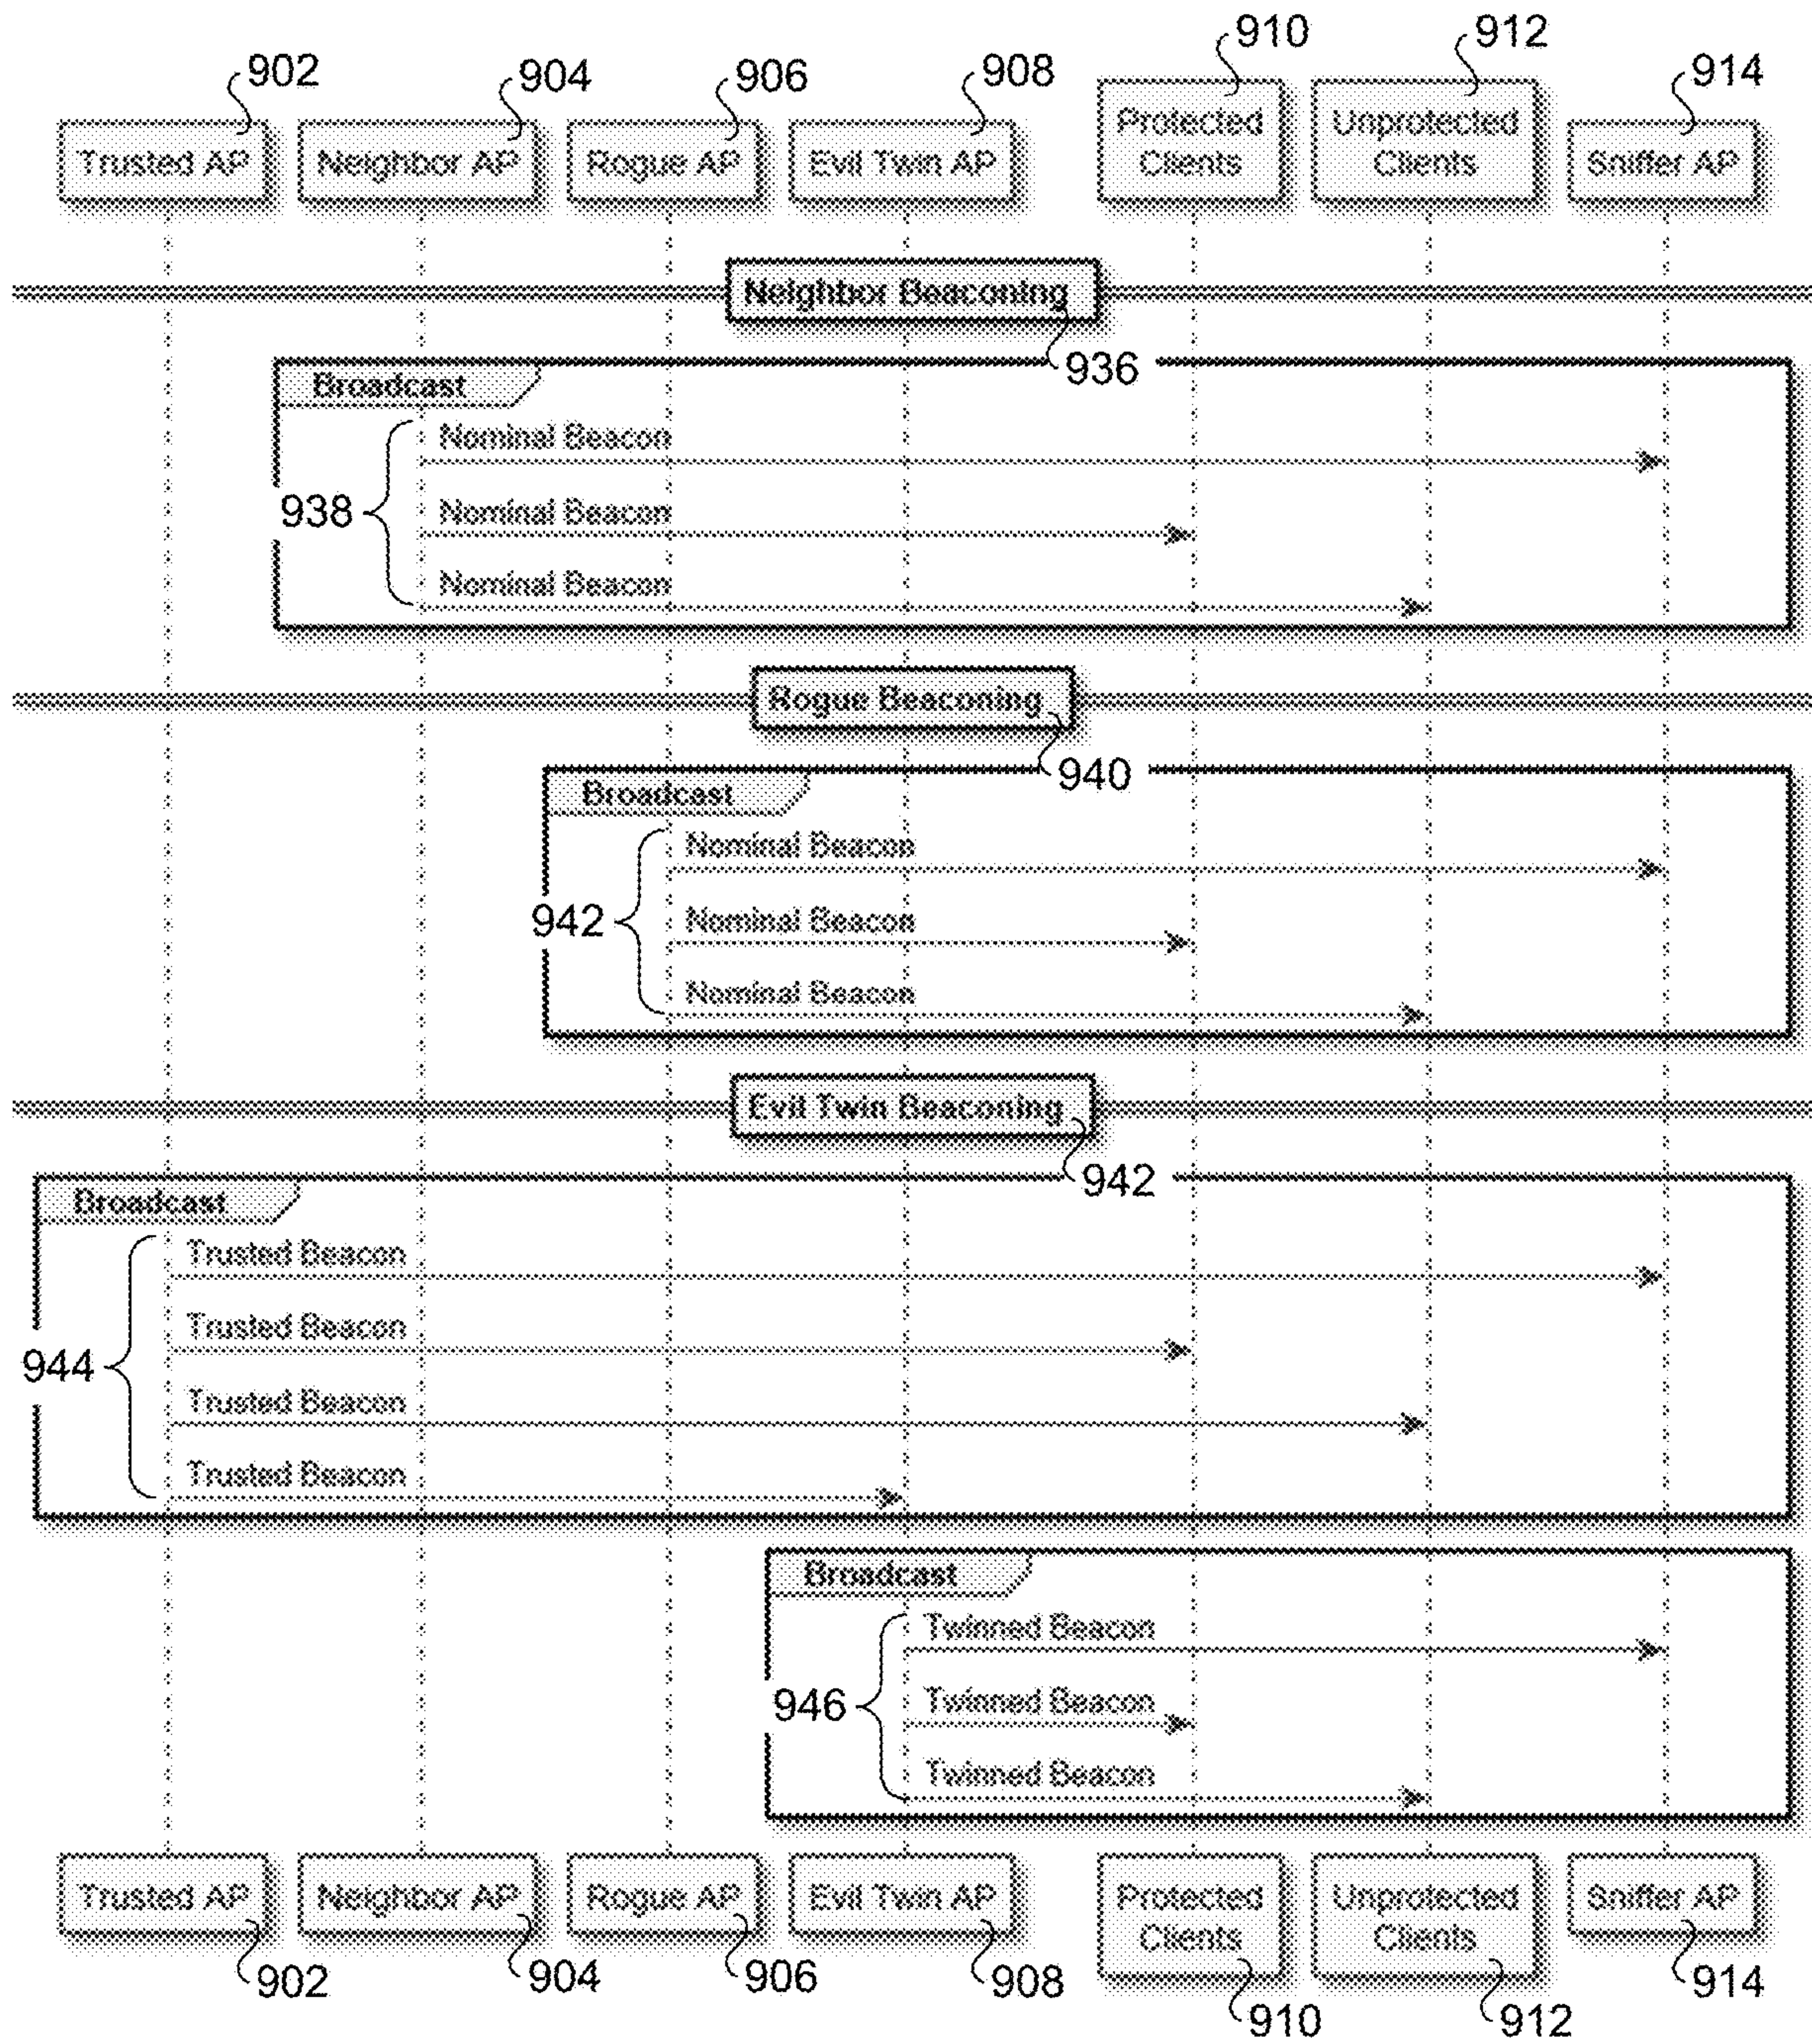 902
904
906
908
910
912
914
Trusted AP
Neighbor AP
Rogue AP
Evil Twin AP
Protected
Clients
Unprotected
Clients
Sniffer AP
Neighbor Beaconing
936
Broadcast
Nominal Beacon
938
Nominal Beacon
Nominal Beacon
Rogue Beaconing
940
Broadcast
Nominal Beacon
942
Nominal Beacon
Nominal Beacon
Evil Twin Beaconing
942
Broadcast
Trusted Beacon
Trusted Beacon
944
Trusted Beacon
Trusted Beacon
Broadcast
Twinned Beacon
946
Twinned Beacon
Twinned Beacon
Trusted AP
Neighbor AP
Rogue AP
Evil Twin AP
Protected
Clients
Unprotected
Clients
Sniffer AP
902
904
906
908
910
912
914